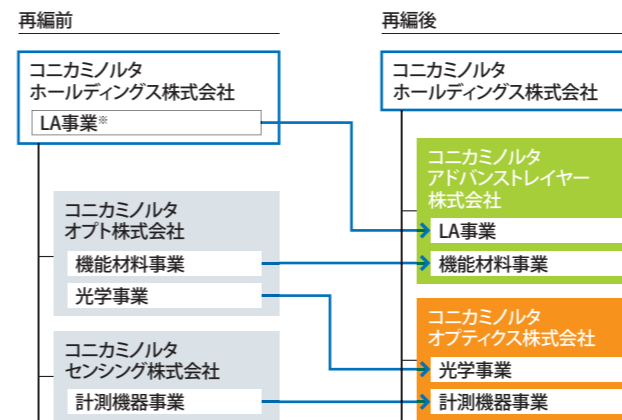 再編前
コニカミノルタ
ホールディングス株式会社
LA事業※
コニカミノルタ
オプト株式会社
機能材料事業
光学事業
コニカミノルタ
センシング株式会社
計測機器事業
再編後
コニカミノルタ
ホールディングス株式会社
コニカミノルタ
アドバンストレイヤー
株式会社
LA事業
機能材料事業
コニカミノルタ
オプティクス株式会社
光学事業
計測機器事業